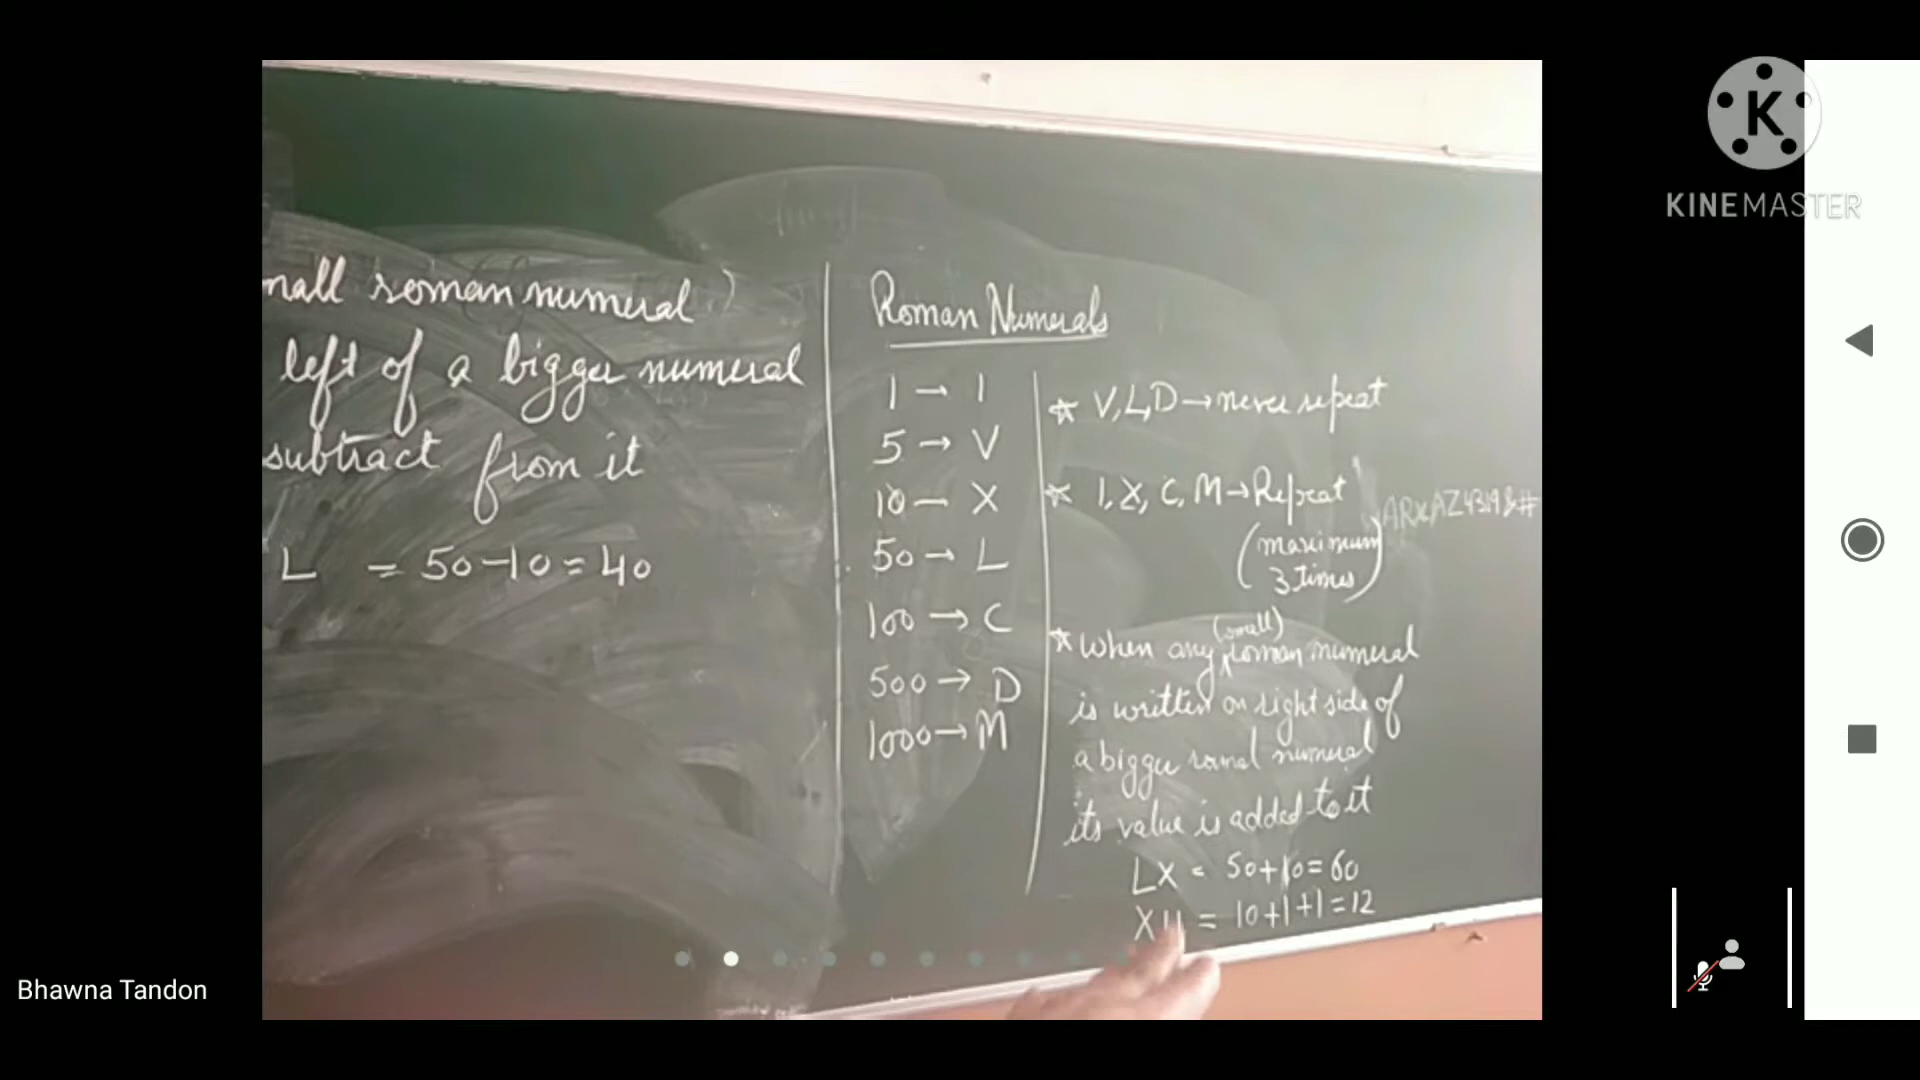 nall roman numeral)
left of a bigger numeral
subtract from it
L = 50-10=40
Roman Numerals
1 → I
5 → V
10 — X
50 → L
100 → C
500 → D
1000 → M
☆ V,L,D → never repeat
☆ I, X, C, M → Repeat
(maximum
3 times)
(small)
☆ When any roman numeral
is written on right side of
a bigger numeral
its value is added to it
LX = 50+10=60
XII = 10+1+1=12
K
KINEMASTER
Bhawna Tandon